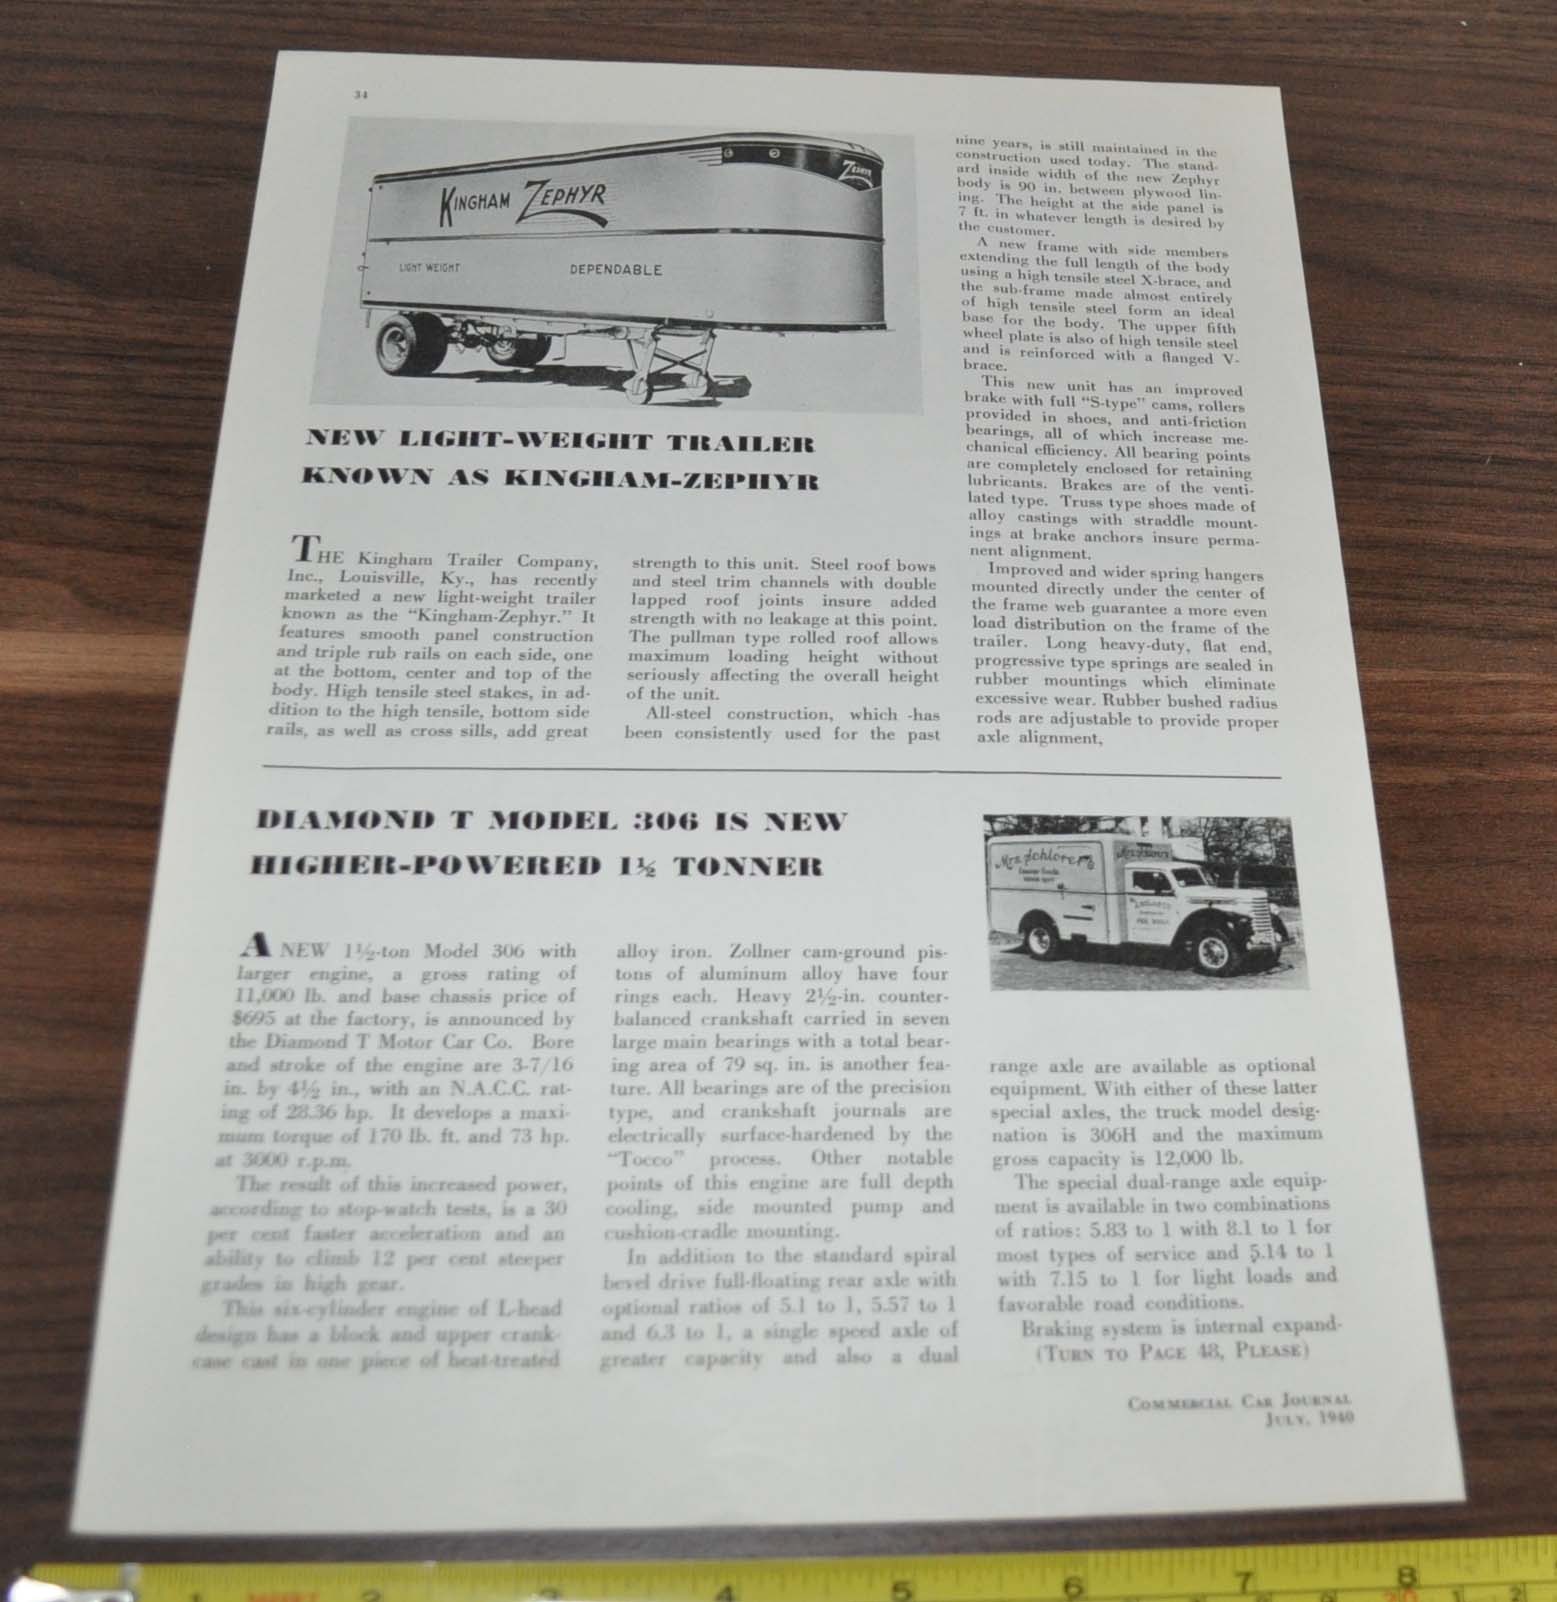 34
KINGHAM ZEPHYR
ZEPHYR
LIGHT WEIGHT
DEPENDABLE
NEW LIGHT-WEIGHT TRAILER
KNOWN AS KINGHAM-ZEPHYR
THE Kingham Trailer Company,
Inc., Louisville, Ky., has recently
marketed a new light-weight trailer
known as the "Kingham-Zephyr." It
features smooth panel construction
and triple rub rails on each side, one
at the bottom, center and top of the
body. High tensile steel stakes, in ad-
dition to the high tensile, bottom side
rails, as well as cross sills, add great
strength to this unit. Steel roof bows
and steel trim channels with double
lapped roof joints insure added
strength with no leakage at this point.
The pullman type rolled roof allows
maximum loading height without
seriously affecting the overall height
of the unit.
All-steel construction, which -has
been consistently used for the past
nine years, is still maintained in the
construction used today. The stand-
ard inside width of the new Zephyr
body is 90 in. between plywood lin-
ing. The height at the side panel is
7 ft. in whatever length is desired by
the customer.
A new frame with side members
extending the full length of the body
using a high tensile steel X-brace, and
the sub-frame made almost entirely
of high tensile steel form an ideal
base for the body. The upper fifth
wheel plate is also of high tensile steel
and is reinforced with a flanged V-
brace.
This new unit has an improved
brake with full "S-type" cams, rollers
provided in shoes, and anti-friction
bearings, all of which increase me-
chanical efficiency. All bearing points
are completely enclosed for retaining
lubricants. Brakes are of the venti-
lated type. Truss type shoes made of
alloy castings with straddle mount-
ings at brake anchors insure perma-
nent alignment.
Improved and wider spring hangers
mounted directly under the center of
the frame web guarantee a more even
load distribution on the frame of the
trailer. Long heavy-duty, flat end,
progressive type springs are sealed in
rubber mountings which eliminate
excessive wear. Rubber bushed radius
rods are adjustable to provide proper
axle alignment,
DIAMOND T MODEL 306 IS NEW
HIGHER-POWERED 1½ TONNER
Mrs. Schlorer's
A NEW 1½-ton Model 306 with
larger engine, a gross rating of
11,000 lb. and base chassis price of
$695 at the factory, is announced by
the Diamond T Motor Car Co. Bore
and stroke of the engine are 3-7/16
in. by 4½ in., with an N.A.C.C. rat-
ing of 28.36 hp. It develops a maxi-
mum torque of 170 lb. ft. and 73 hp.
at 3000 r.p.m.
The result of this increased power,
according to stop-watch tests, is a 30
per cent faster acceleration and an
ability to climb 12 per cent steeper
grades in high gear.
This six-cylinder engine of L-head
design has a block and upper crank-
case cast in one piece of heat-treated
alloy iron. Zollner cam-ground pis-
tons of aluminum alloy have four
rings each. Heavy 2½-in. counter-
balanced crankshaft carried in seven
large main bearings with a total bear-
ing area of 79 sq. in. is another fea-
ture. All bearings are of the precision
type, and crankshaft journals are
electrically surface-hardened by the
"Tocco" process. Other notable
points of this engine are full depth
cooling, side mounted pump and
cushion-cradle mounting.
In addition to the standard spiral
bevel drive full-floating rear axle with
optional ratios of 5.1 to 1, 5.57 to 1
and 6.3 to 1, a single speed axle of
greater capacity and also a dual
range axle are available as optional
equipment. With either of these latter
special axles, the truck model desig-
nation is 306H and the maximum
gross capacity is 12,000 lb.
The special dual-range axle equip-
ment is available in two combinations
of ratios: 5.83 to 1 with 8.1 to 1 for
most types of service and 5.14 to 1
with 7.15 to 1 for light loads and
favorable road conditions.
Braking system is internal expand-
(TURN TO PAGE 48, PLEASE)
COMMERCIAL CAR JOURNAL
JULY, 1940
1 2 3 4 5 6 7 8
20 1 2